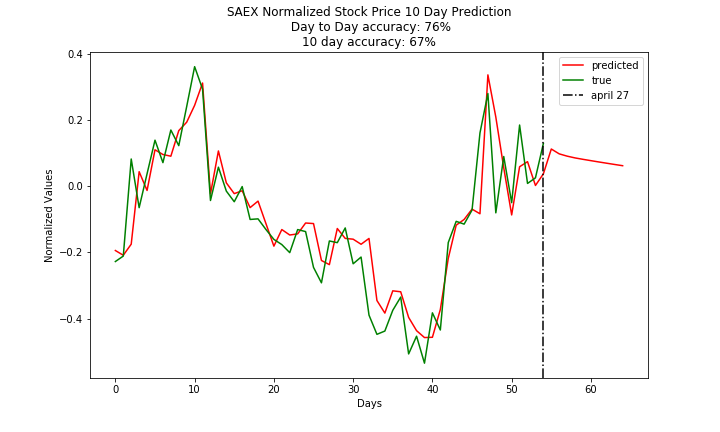 SAEX Normalized Stock Price 10 Day Prediction
Day to Day accuracy: 76%
10 day accuracy: 67%
predicted
true
april 27
Normalized Values
0.4
0.2
0.0
−0.2
−0.4
0
10
20
30
40
50
60
Days